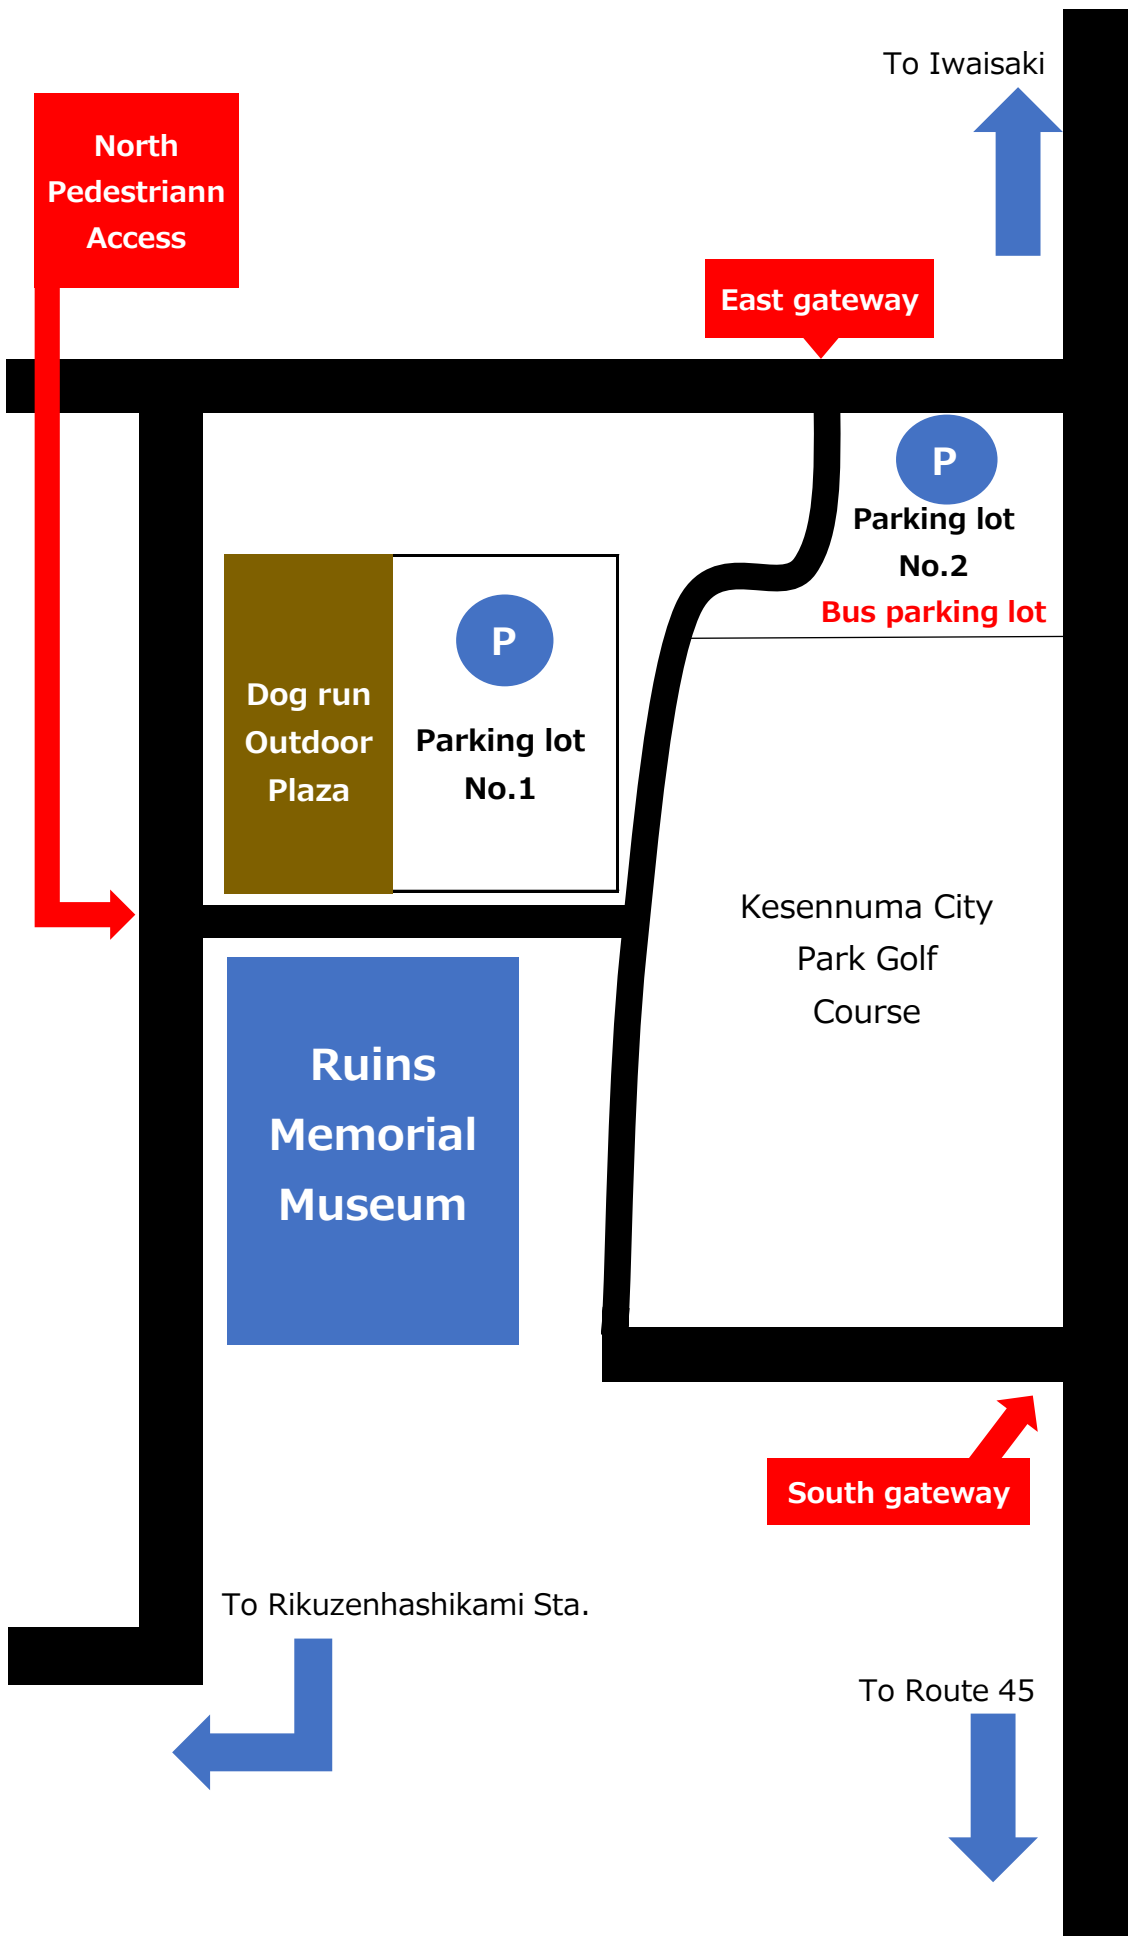 To Iwaisaki
North
Pedestriann
Access
East gateway
P
Parking lot
No.2
Bus parking lot
P
Dog run
Outdoor
Plaza
Parking lot
No.1
Kesennuma City
Park Golf
Course
Ruins
Memorial
Museum
South gateway
To Rikuzenhashikami Sta.
To Route 45